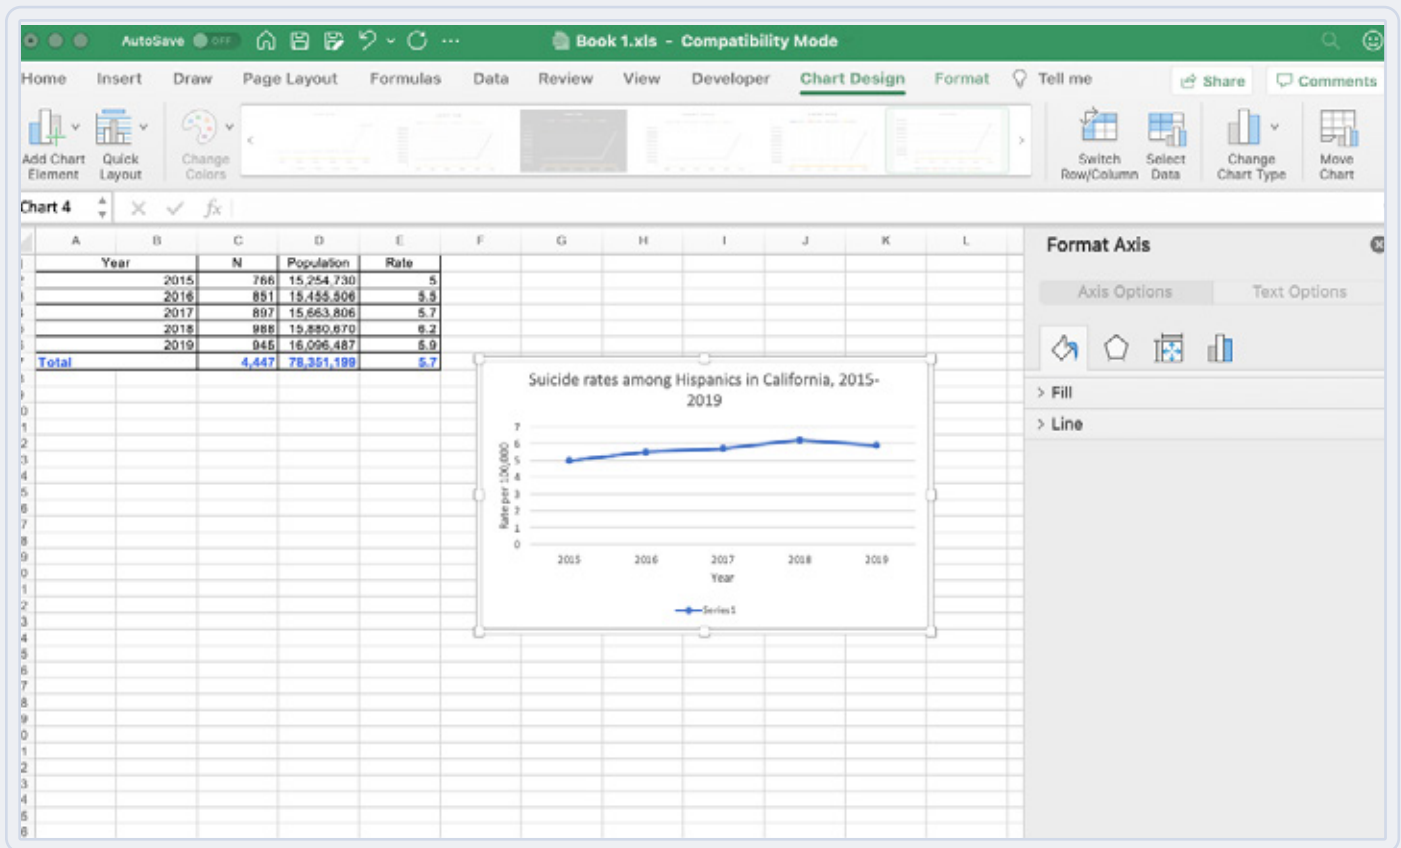 AutoSave OFF Book 1.xls - Compatibility Mode
Home Insert Draw Page Layout Formulas Data Review View Developer Chart Design Format Tell me Share Comments
Add Chart Element
Quick Layout
Change Colors
Switch Row/Column
Select Data
Change Chart Type
Move Chart
Chart 4 fx
A B C D E F G H I J K L
Year N Population Rate
2015 766 15,254,730 5
2016 851 15,455,506 5.5
2017 897 15,663,806 5.7
2018 988 15,880,670 6.2
2019 945 16,096,487 5.9
Total 4,447 78,351,199 5.7
Suicide rates among Hispanics in California, 2015-
2019
Rate per 100,000
7
6
5
4
3
2
1
0
2015 2016 2017 2018 2019
Year
Series1
Format Axis
Axis Options Text Options
Fill
Line